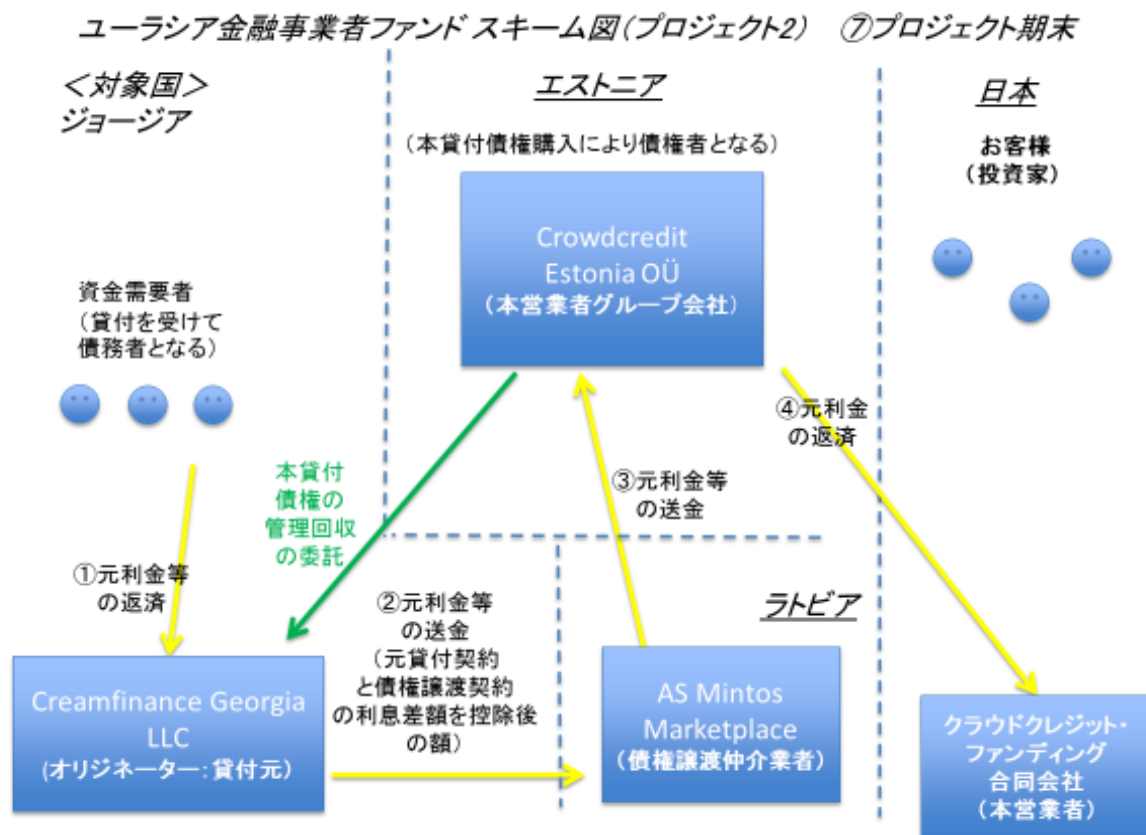 ユーラシア金融事業者ファンド スキーム図(プロジェクト2) ⑦プロジェクト期末
＜対象国＞
ジョージア
エストニア
日本
(本貸付債権購入により債権者となる)
お客様
(投資家)
Crowdcredit
Estonia OÜ
(本営業者グループ会社)
資金需要者
(貸付を受けて
債務者となる)
④元利金
の返済
本貸付
債権の
管理回収
の委託
③元利金等
の送金
①元利金等
の返済
②元利金等
の送金
(元貸付契約
と債権譲渡契約
の利息差額を控除後
の額)
ラトビア
Creamfinance Georgia
LLC
(オリジネーター:貸付元)
AS Mintos
Marketplace
(債権譲渡仲介業者)
クラウドクレジット・
ファンディング
合同会社
(本営業者)